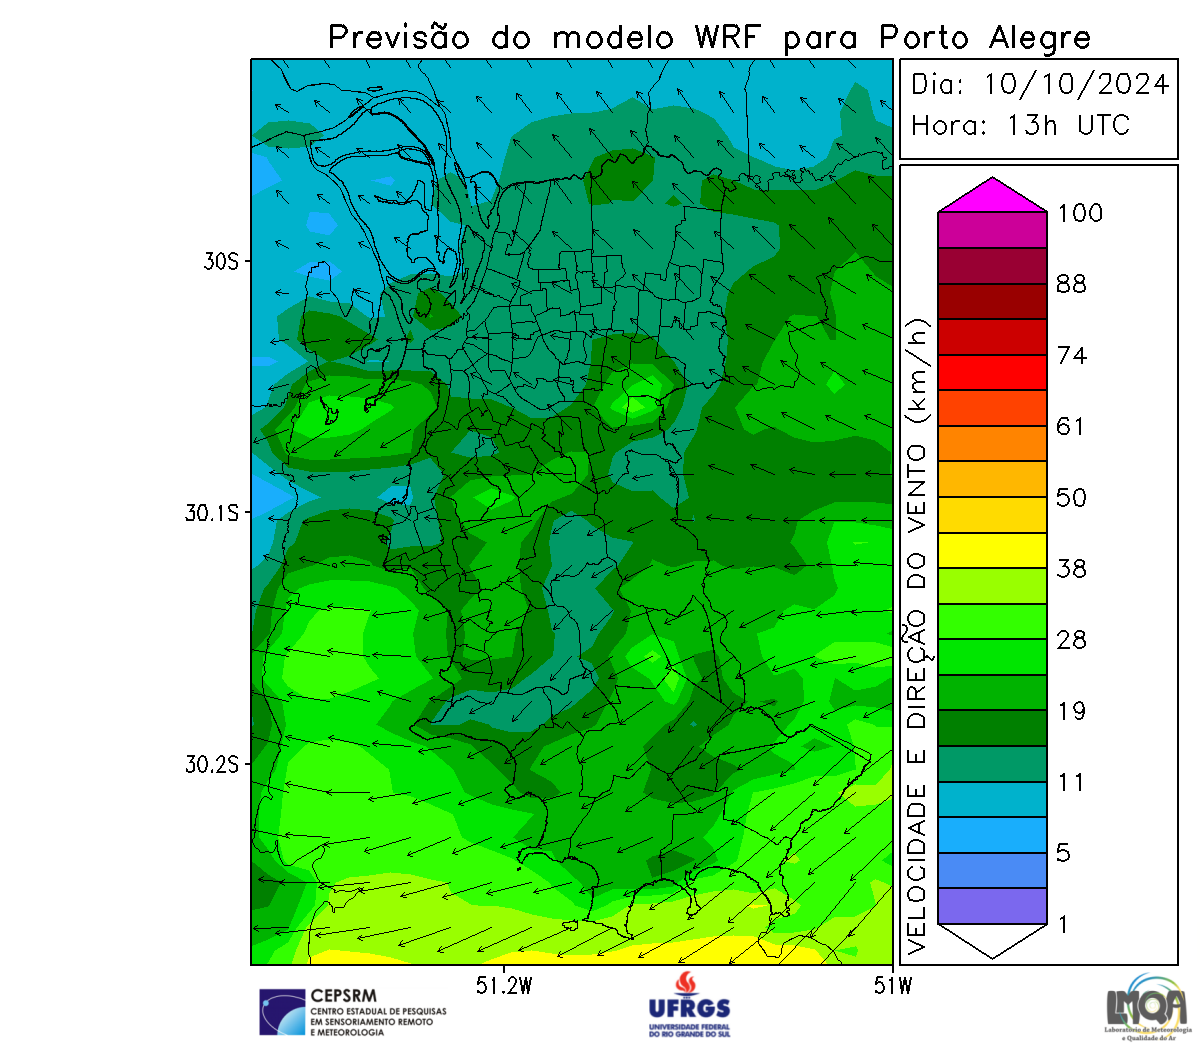 Previsão do modelo WRF para Porto Alegre
Dia: 10/10/2024
Hora: 13h UTC
30S
30.1S
30.2S
51.2W
51W
VELOCIDADE E DIREÇÃO DO VENTO (km/h)
100
88
74
61
50
38
28
19
11
5
1
CEPSRM
CENTRO ESTADUAL DE PESQUISAS
EM SENSORIAMENTO REMOTO
E METEOROLOGIA
UFRGS
UNIVERSIDADE FEDERAL
DO RIO GRANDE DO SUL
LMQA
Laboratório de Meteorologia
e Qualidade do Ar